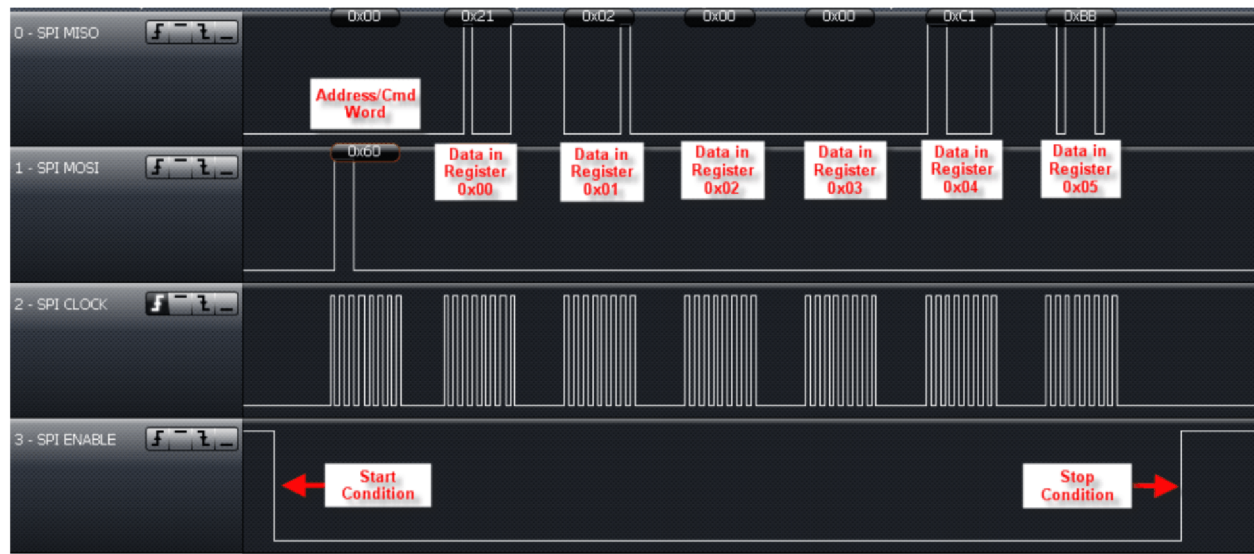 0x00 0x21 0x02 0x00 0x00 0xC1 0xBB
0 - SPI MISO
Address/Cmd
Word
0x60
1 - SPI MOSI
Data in
Register
0x00
Data in
Register
0x01
Data in
Register
0x02
Data in
Register
0x03
Data in
Register
0x04
Data in
Register
0x05
2 - SPI CLOCK
3 - SPI ENABLE
Start
Condition
Stop
Condition